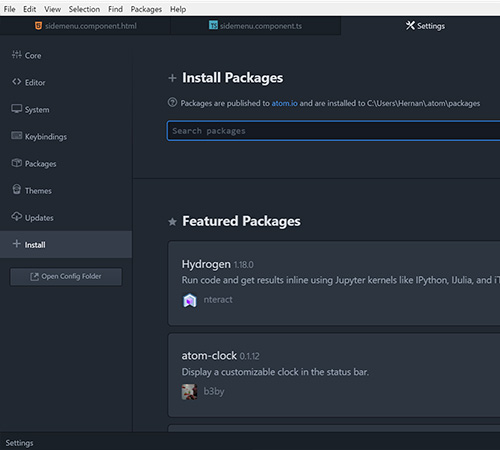 File Edit View Selection Find Packages Help
sidemenu.component.html sidemenu.component.ts Settings
Core
Editor
System
Keybindings
Packages
Themes
Updates
Install
Open Config Folder
Install Packages
Packages are published to atom.io and are installed to C:\Users\Hernan\.atom\packages
Search packages
Featured Packages
Hydrogen 1.18.0
Run code and get results inline using Jupyter kernels like IPython, IJulia, and iT
nteract
atom-clock 0.1.12
Display a customizable clock in the status bar.
b3by
Settings